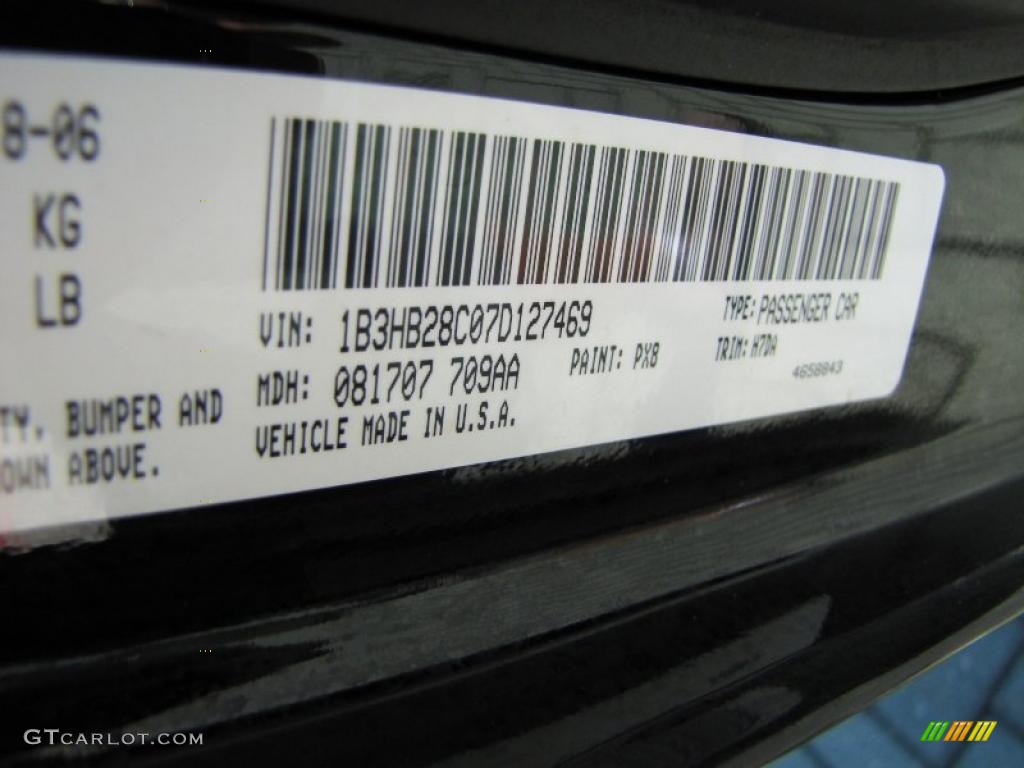 8-06
KG
LB
VIN: 1B3HB28C07D127469
TYPE: PASSENGER CAR
MDH: 081707 709AA
PAINT: PX8
TRIM: H7DA
4658843
VEHICLE MADE IN U.S.A.
TY, BUMPER AND
OWN ABOVE.
GTCARLOT.COM